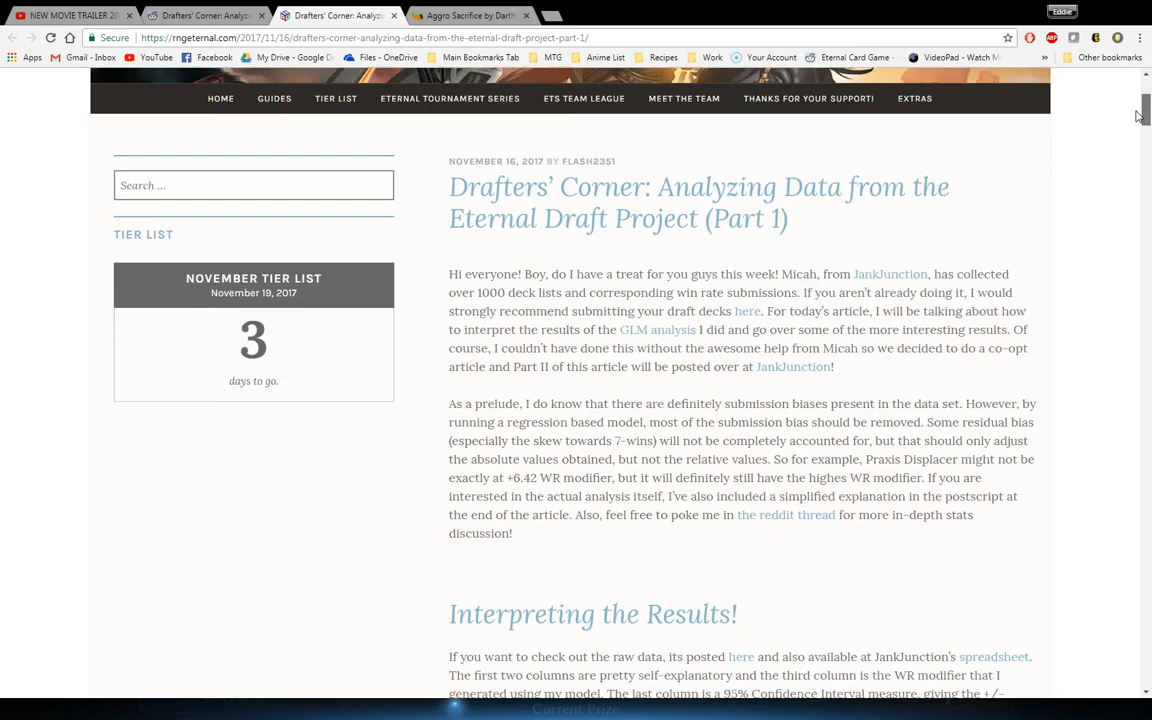 NEW MOVIE TRAILER 20
Drafters' Corner: Analyzi
Drafters' Corner: Analyzi
Aggro Sacrifice by Darth
Eddie
Secure
https://rngeternal.com/2017/11/16/drafters-corner-analyzing-data-from-the-eternal-draft-project-part-1/
Apps
Gmail - Inbox
YouTube
Facebook
My Drive - Google D
Files - OneDrive
Main Bookmarks Tab
MTG
Anime List
Recipes
Work
Your Account
Eternal Card Game -
VideoPad - Watch M
»
Other bookmarks
HOME GUIDES TIER LIST ETERNAL TOURNAMENT SERIES ETS TEAM LEAGUE MEET THE TEAM THANKS FOR YOUR SUPPORT! EXTRAS
Search …
TIER LIST
NOVEMBER TIER LIST
November 19, 2017
3
days to go.
NOVEMBER 16, 2017 BY FLASH2351
Drafters' Corner: Analyzing Data from the
Eternal Draft Project (Part 1)
Hi everyone! Boy, do I have a treat for you guys this week! Micah, from JankJunction, has collected
over 1000 deck lists and corresponding win rate submissions. If you aren't already doing it, I would
strongly recommend submitting your draft decks here. For today's article, I will be talking about how
to interpret the results of the GLM analysis I did and go over some of the more interesting results. Of
course, I couldn't have done this without the awesome help from Micah so we decided to do a co-opt
article and Part II of this article will be posted over at JankJunction!
As a prelude, I do know that there are definitely submission biases present in the data set. However, by
running a regression based model, most of the submission bias should be removed. Some residual bias
(especially the skew towards 7-wins) will not be completely accounted for, but that should only adjust
the absolute values obtained, but not the relative values. So for example, Praxis Displacer might not be
exactly at +6.42 WR modifier, but it will definitely still have the highes WR modifier. If you are
interested in the actual analysis itself, I've also included a simplified explanation in the postscript at
the end of the article. Also, feel free to poke me in the reddit thread for more in-depth stats
discussion!
Interpreting the Results!
If you want to check out the raw data, its posted here and also available at JankJunction's spreadsheet.
The first two columns are pretty self-explanatory and the third column is the WR modifier that I
generated using my model. The last column is a 95% Confidence Interval measure, giving the +/-
Current Prize